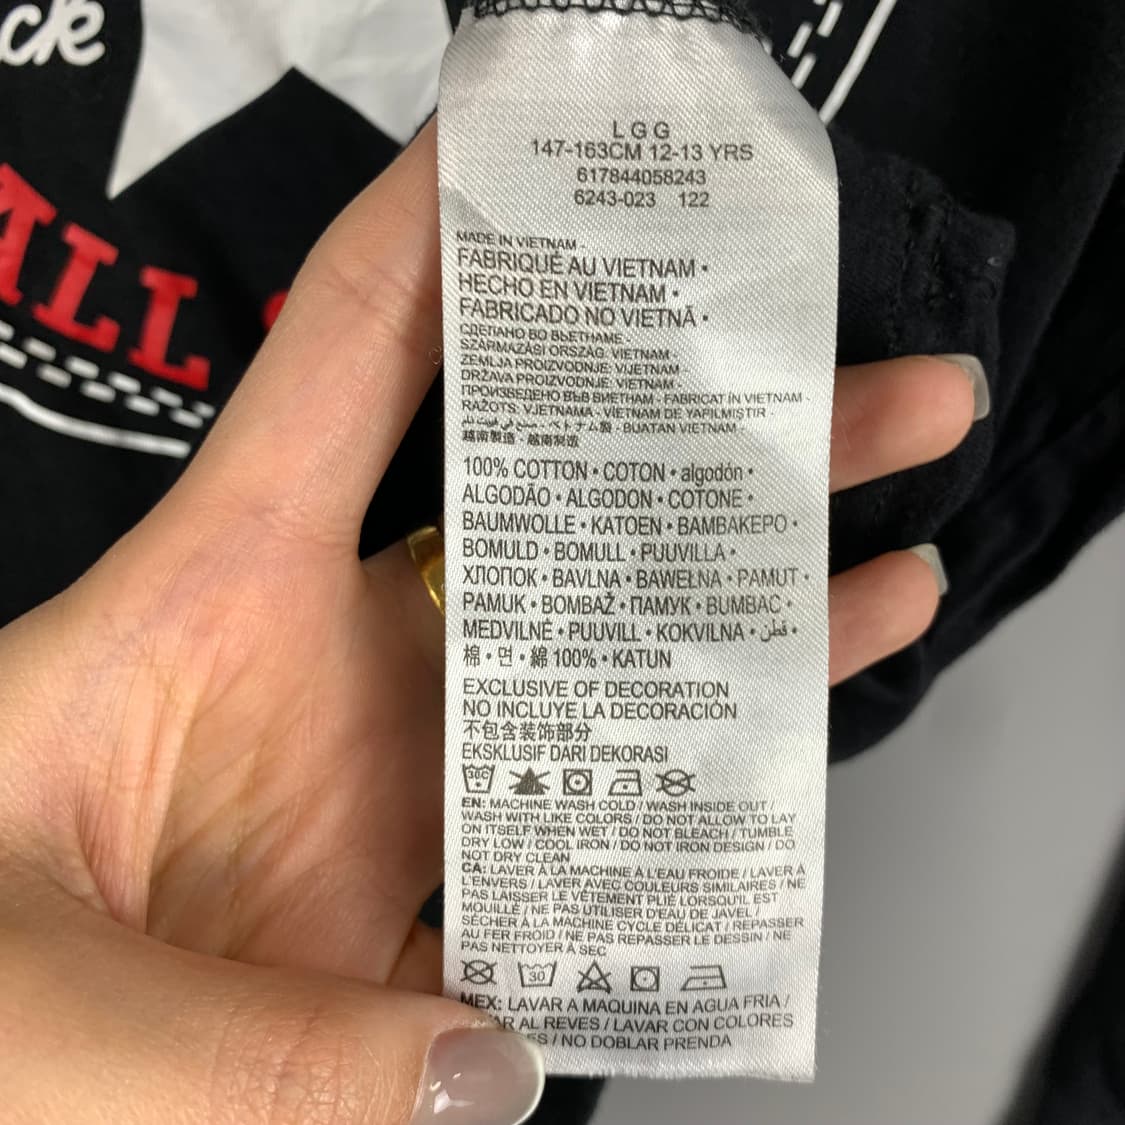 ck
ALL
L G G
147-163CM 12-13 YRS
617844058243
6243-023 122
MADE IN VIETNAM -
FABRIQUÉ AU VIETNAM •
HECHO EN VIETNAM •
FABRICADO NO VIETNÃ •
СДЕЛАНО ВО ВЬЕТНАМЕ -
SZÁRMAZÁSI ORSZÁG: VIETNAM -
ZEMLJA PROIZVODNJE: VIJETNAM -
DRŽAVA PROIZVODNJE: VIETNAM -
ПРОИЗВЕДЕНО ВЪВ ВИЕТНАМ - FABRICAT ÎN VIETNAM -
RAŽOTS: VJETNAMA - VIETNAM DE YAPILMIŞTIR -
ベトナム製 - BUATAN VIETNAM -
越南製造 - 越南制造
100% COTTON • COTON • algodón •
ALGODÃO • ALGODON • COTONE •
BAUMWOLLE • KATOEN • ΒΑΜΒΑΚΕΡΟ •
BOMULD • BOMULL • PUUVILLA •
ХЛОПОК • BAVLNA • BAWEŁNA • PAMUT •
PAMUK • BOMBAŽ • ПАМУК • BUMBAC •
MEDVILNĖ • PUUVILL • KOKVILNA • قطن •
棉 • 면 • 綿 100% • KATUN
EXCLUSIVE OF DECORATION
NO INCLUYE LA DECORACIÓN
不包含装饰部分
EKSKLUSIF DARI DEKORASI
30C
EN: MACHINE WASH COLD / WASH INSIDE OUT /
WASH WITH LIKE COLORS / DO NOT ALLOW TO LAY
ON ITSELF WHEN WET / DO NOT BLEACH / TUMBLE
DRY LOW / COOL IRON / DO NOT IRON DESIGN / DO
NOT DRY CLEAN
CA: LAVER À LA MACHINE À L'EAU FROIDE / LAVER À
L'ENVERS / LAVER AVEC COULEURS SIMILAIRES / NE
PAS LAISSER LE VÊTEMENT PLIÉ LORSQU'IL EST
MOUILLÉ / NE PAS UTILISER D'EAU DE JAVEL /
SÉCHER À LA MACHINE CYCLE DÉLICAT / REPASSER
AU FER FROID / NE PAS REPASSER LE DESSIN / NE
PAS NETTOYER À SEC
30
MEX: LAVAR A MAQUINA EN AGUA FRIA /
AR AL REVES / LAVAR CON COLORES
ES / NO DOBLAR PRENDA